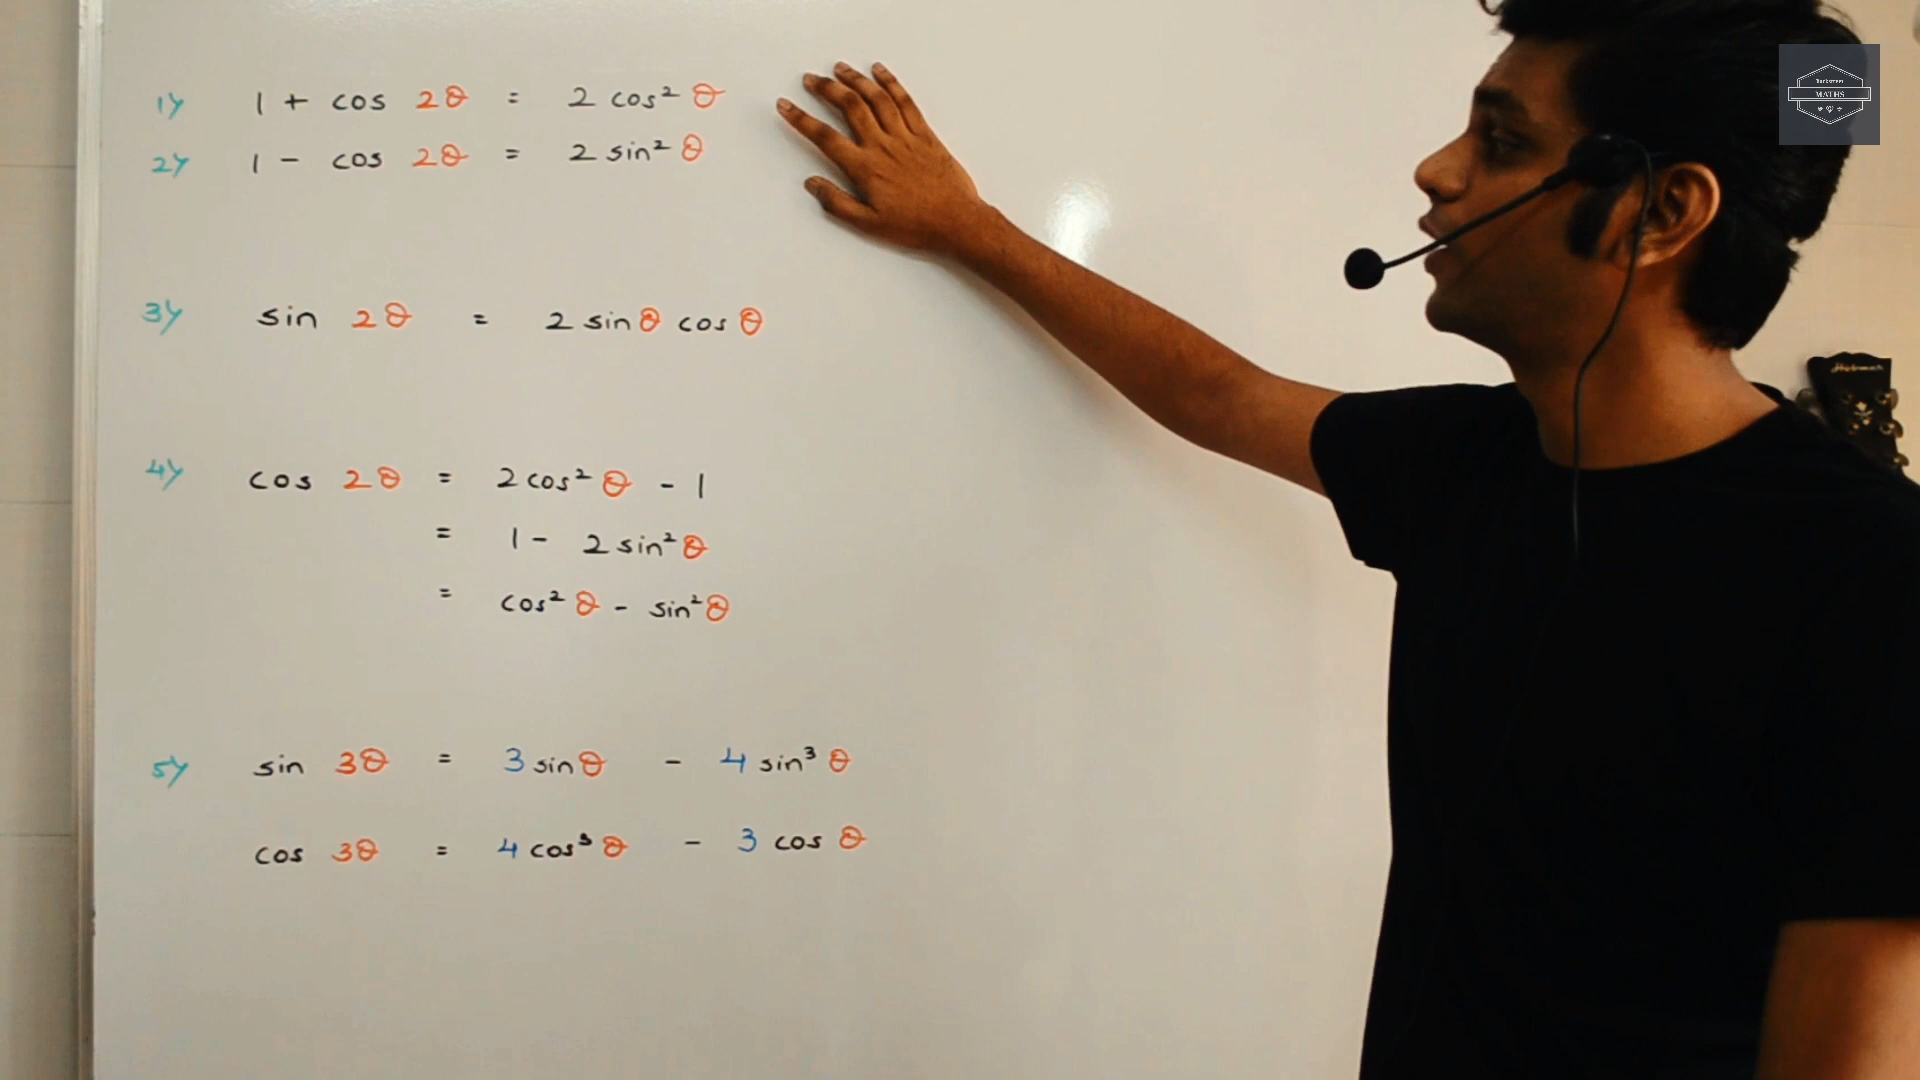 1) 1 + cos 2θ = 2 cos² θ
2) 1 - cos 2θ = 2 sin² θ
3) sin 2θ = 2 sin θ cos θ
4) cos 2θ = 2 cos² θ - 1
= 1 - 2 sin² θ
= cos² θ - sin² θ
5) sin 3θ = 3 sin θ - 4 sin³ θ
cos 3θ = 4 cos³ θ - 3 cos θ
MATHS